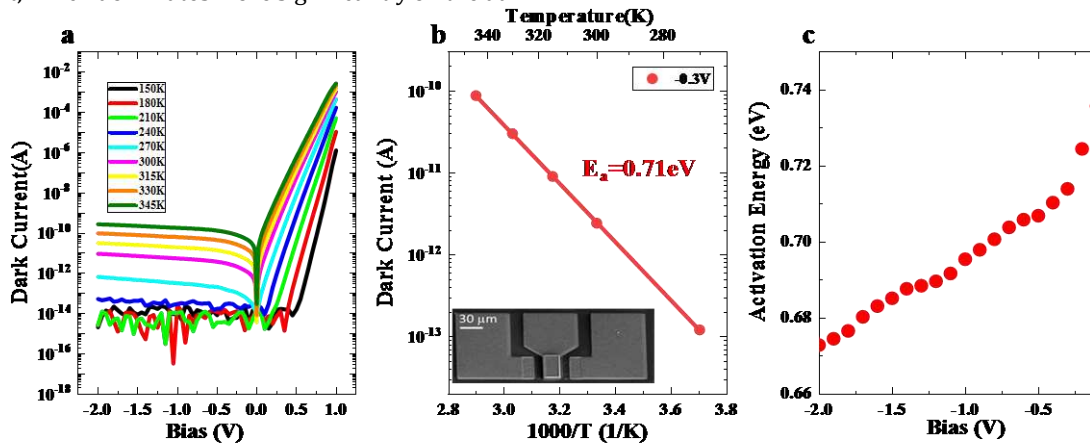 a
Dark Current(A)
10⁻²
10⁻⁴
10⁻⁶
10⁻⁸
10⁻¹⁰
10⁻¹²
10⁻¹⁴
10⁻¹⁶
10⁻¹⁸
150K
180K
210K
240K
270K
300K
315K
330K
345K
-2.0 -1.5 -1.0 -0.5 0.0 0.5 1.0
Bias (V)
b
Temperature(K)
340 320 300 280
Dark Current (A)
10⁻¹⁰
10⁻¹¹
10⁻¹²
10⁻¹³
-0.3V
Eₐ=0.71eV
30 μm
2.8 3.0 3.2 3.4 3.6 3.8
1000/T (1/K)
c
Activation Energy (eV)
0.74
0.72
0.70
0.68
0.66
-2.0 -1.5 -1.0 -0.5
Bias (V)